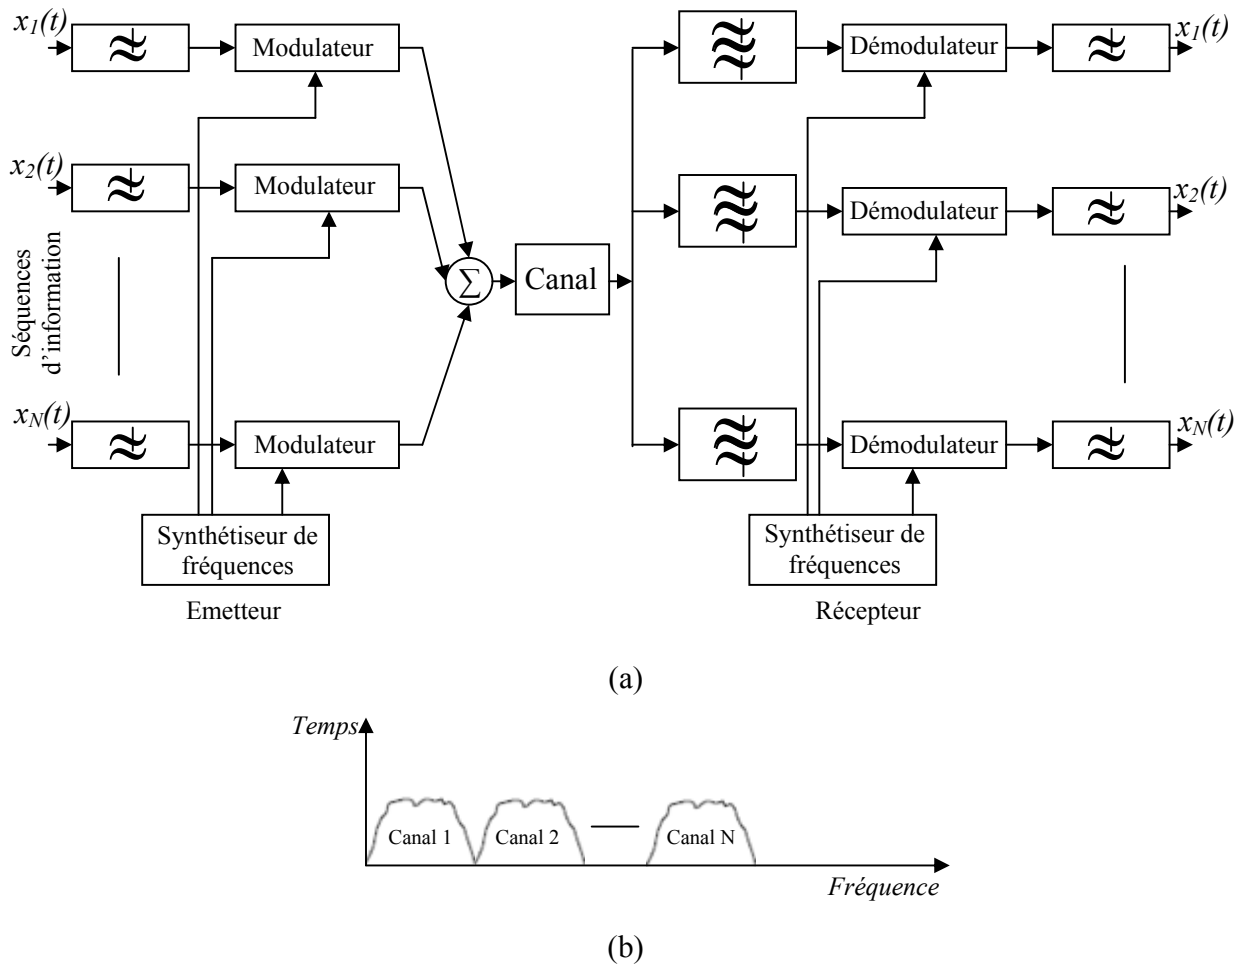 x1(t)
Modulateur
x2(t)
Modulateur
Séquences
d'information
xN(t)
Modulateur
Synthétiseur de
fréquences
Emetteur
∑
Canal
Démodulateur
x1(t)
Démodulateur
x2(t)
Démodulateur
xN(t)
Synthétiseur de
fréquences
Récepteur
(a)
Temps
Canal 1
Canal 2
Canal N
Fréquence
(b)